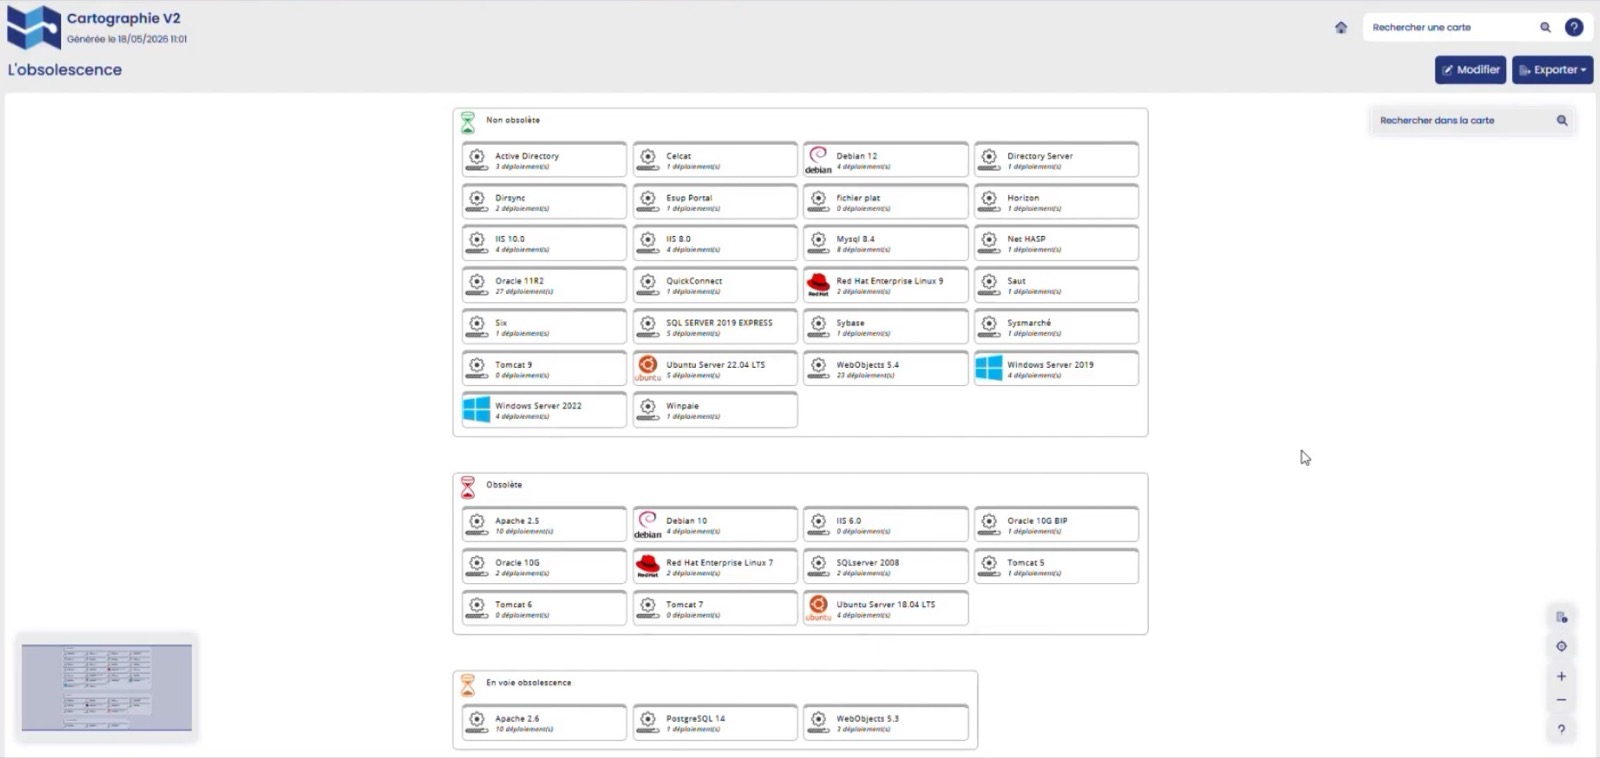 Cartographie V2
Générée le 18/05/2026 11:01
Rechercher une carte
?
L'obsolescence
Modifier
Exporter
Rechercher dans la carte
Non obsolète
Active Directory
3 déploiement(s)
Celcat
1 déploiement(s)
debian
Debian 12
4 déploiement(s)
Directory Server
1 déploiement(s)
Dirsync
2 déploiement(s)
Esup Portal
1 déploiement(s)
fichier plat
0 déploiement(s)
Horizon
1 déploiement(s)
IIS 10.0
4 déploiement(s)
IIS 8.0
4 déploiement(s)
Mysql 8.4
8 déploiement(s)
Net HASP
1 déploiement(s)
Oracle 11R2
27 déploiement(s)
QuickConnect
1 déploiement(s)
Red Hat
Red Hat Enterprise Linux 9
2 déploiement(s)
Saut
1 déploiement(s)
Six
1 déploiement(s)
SQL SERVER 2019 EXPRESS
5 déploiement(s)
Sybase
1 déploiement(s)
Sysmarché
1 déploiement(s)
Tomcat 9
0 déploiement(s)
ubuntu
Ubuntu Server 22.04 LTS
5 déploiement(s)
WebObjects 5.4
23 déploiement(s)
Windows Server 2019
4 déploiement(s)
Windows Server 2022
4 déploiement(s)
Winpaie
1 déploiement(s)
Obsolète
Apache 2.5
10 déploiement(s)
debian
Debian 10
4 déploiement(s)
IIS 6.0
0 déploiement(s)
Oracle 10G BIP
1 déploiement(s)
Oracle 10G
2 déploiement(s)
Red Hat
Red Hat Enterprise Linux 7
2 déploiement(s)
SQLserver 2008
2 déploiement(s)
Tomcat 5
1 déploiement(s)
Tomcat 6
0 déploiement(s)
Tomcat 7
0 déploiement(s)
ubuntu
Ubuntu Server 18.04 LTS
4 déploiement(s)
En voie obsolescence
Apache 2.6
10 déploiement(s)
PostgreSQL 14
1 déploiement(s)
WebObjects 5.3
3 déploiement(s)
+
−
?